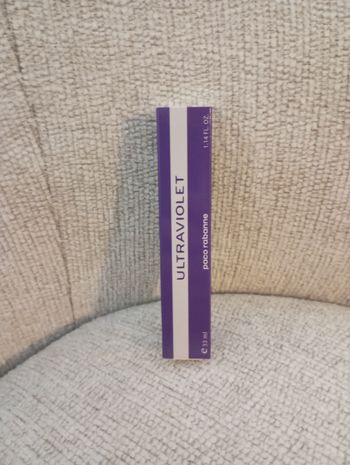 ULTRAVIOLET
paco rabanne
1.14 FL. OZ.
℮ 33 ml